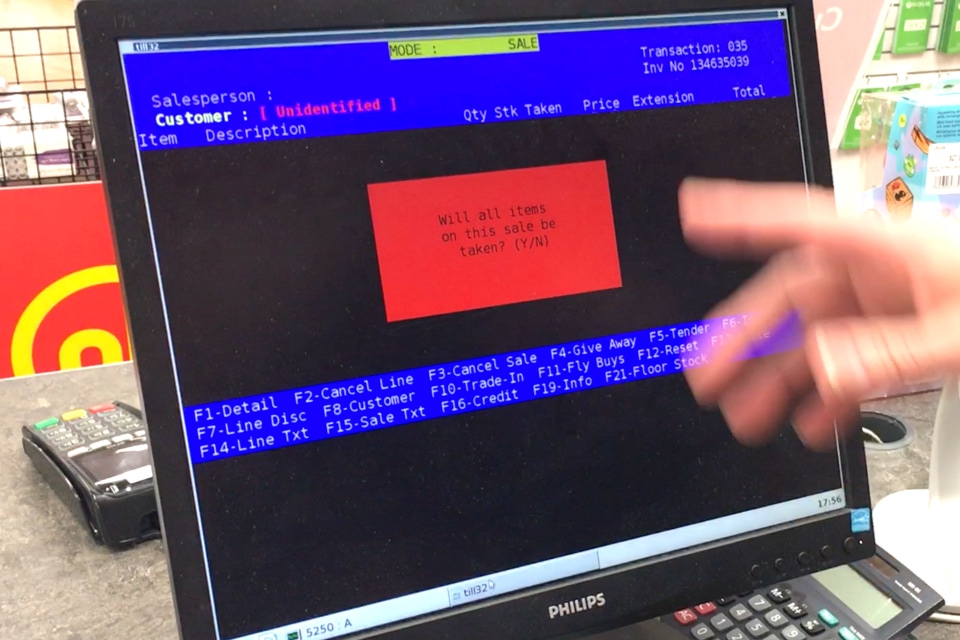 till32
MODE : SALE
Transaction: 035
Inv No 134635039
Salesperson :
Customer : [ Unidentified ]
Item Description Qty Stk Taken Price Extension Total
Will all items
on this sale be
taken? (Y/N)
F1-Detail F2-Cancel Line F3-Cancel Sale F4-Give Away F5-Tender
F7-Line Disc F8-Customer F10-Trade-In F11-Fly Buys F12-Reset
F14-Line Txt F15-Sale Txt F16-Credit F19-Info F21-Floor Stock
17:56
till32
5250 : A
PHILIPS